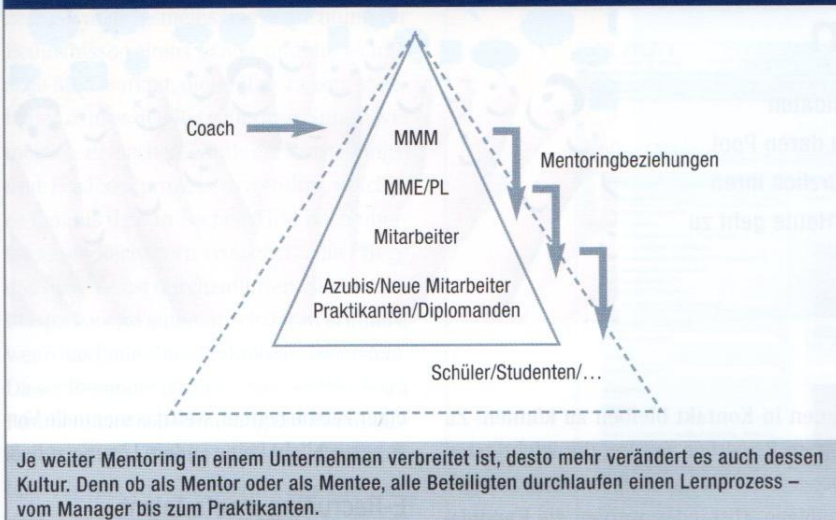 Coach
MMM
MME/PL
Mitarbeiter
Azubis/Neue Mitarbeiter
Praktikanten/Diplomanden
Mentoringbeziehungen
Schüler/Studenten/…
Je weiter Mentoring in einem Unternehmen verbreitet ist, desto mehr verändert es auch dessen
Kultur. Denn ob als Mentor oder als Mentee, alle Beteiligten durchlaufen einen Lernprozess –
vom Manager bis zum Praktikanten.